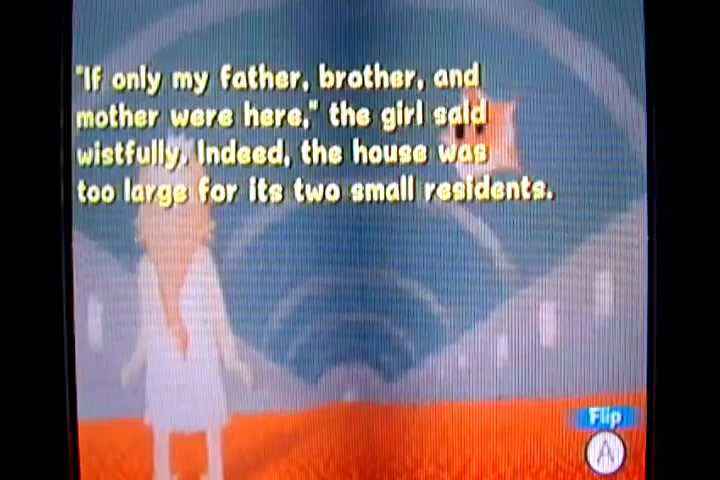 "If only my father, brother, and
mother were here," the girl said
wistfully. Indeed, the house was
too large for its two small residents.
Flip
A